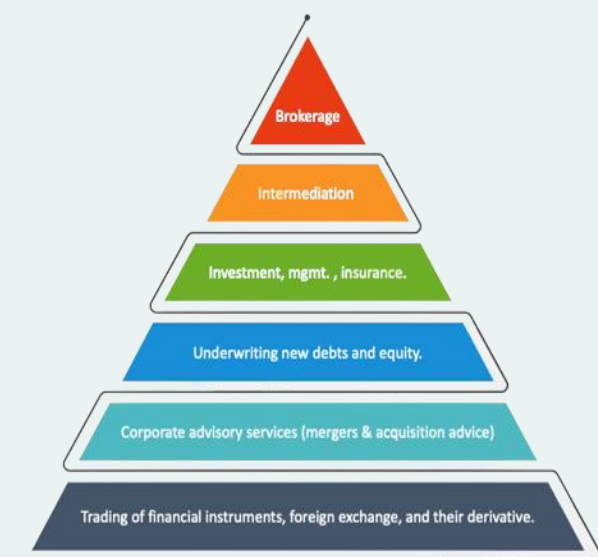 Brokerage
Intermediation
Investment, mgmt. , insurance.
Underwriting new debts and equity.
Corporate advisory services (mergers & acquisition advice)
Trading of financial instruments, foreign exchange, and their derivative.